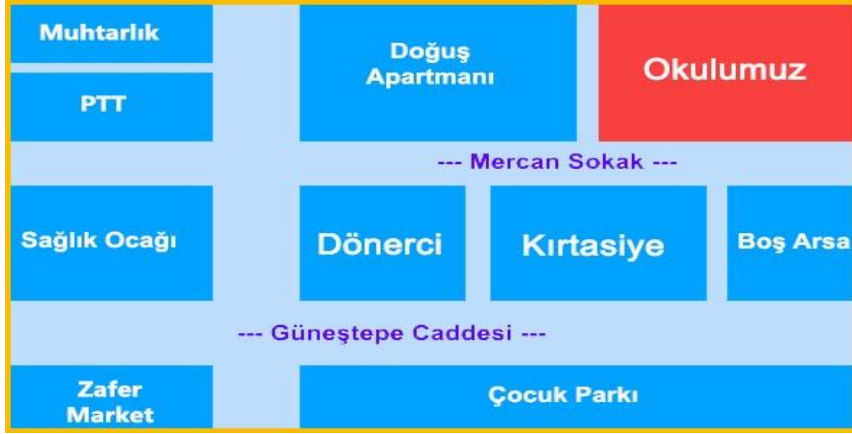 Muhtarlık
Doğuş
Apartmanı
Okulumuz
PTT
--- Mercan Sokak ---
Sağlık Ocağı
Dönerci
Kırtasiye
Boş Arsa
--- Güneştepe Caddesi ---
Zafer
Market
Çocuk Parkı